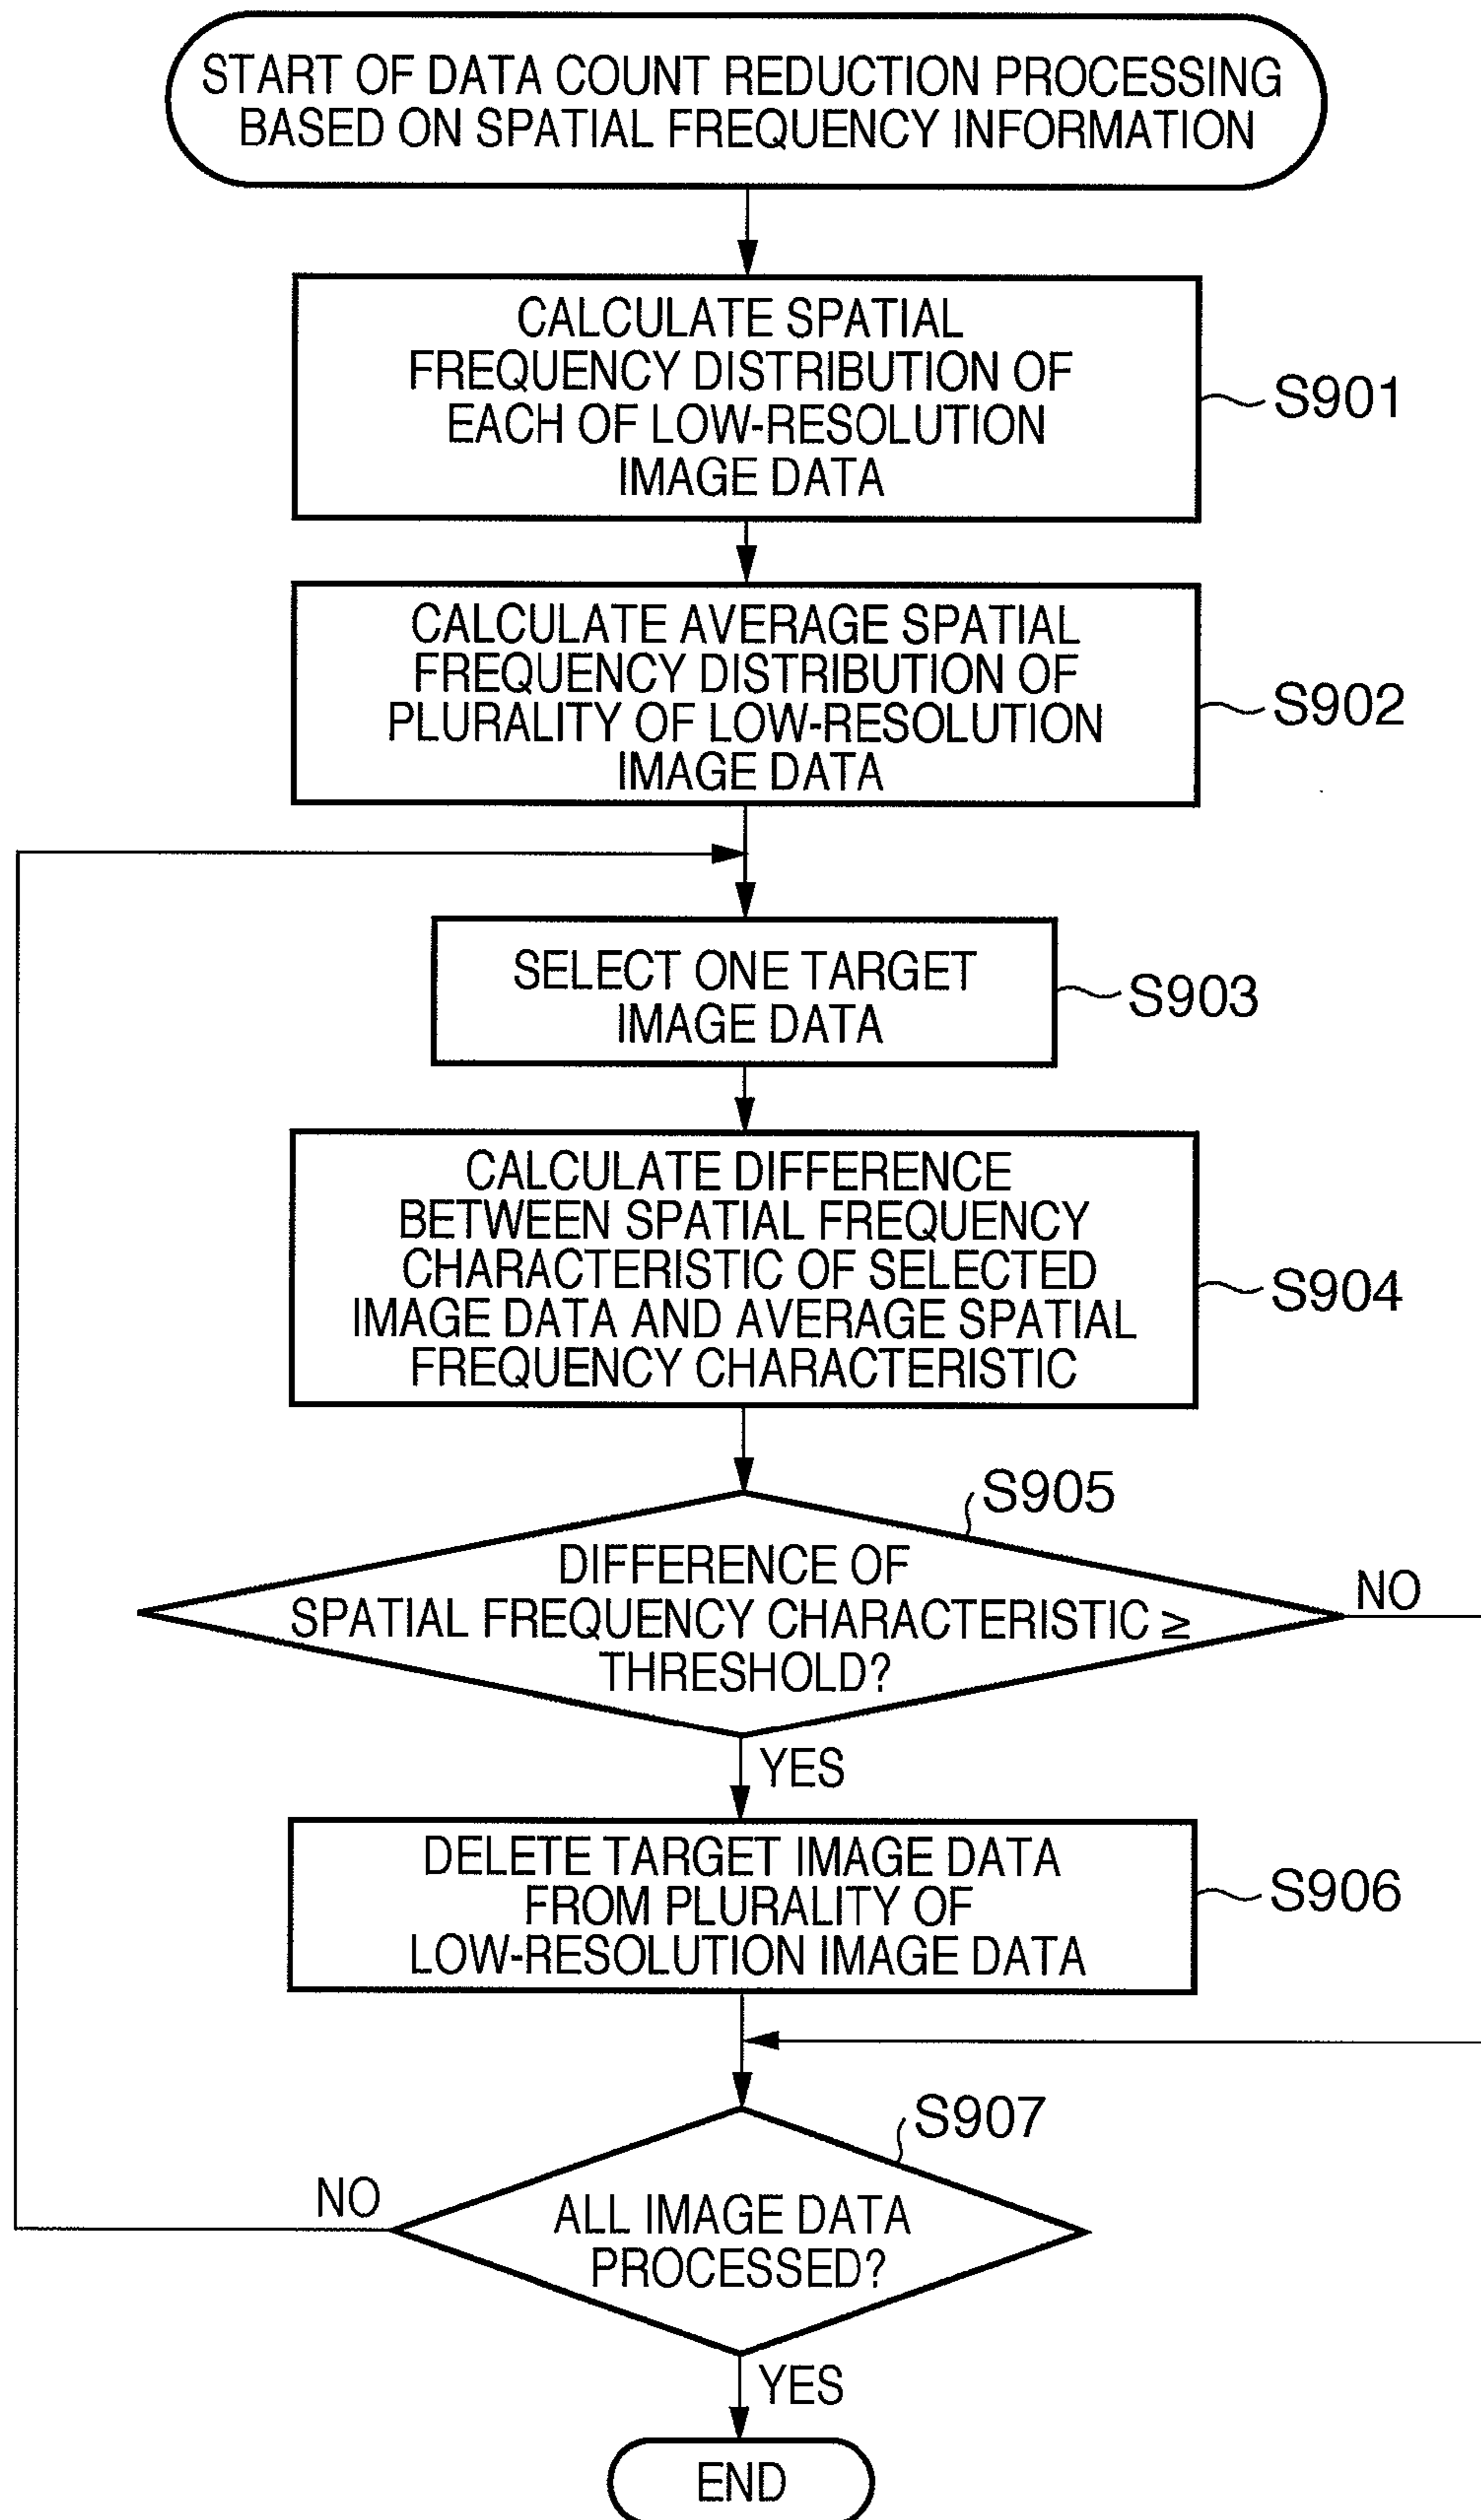 START OF DATA COUNT REDUCTION PROCESSING
BASED ON SPATIAL FREQUENCY INFORMATION
CALCULATE SPATIAL
FREQUENCY DISTRIBUTION OF
EACH OF LOW-RESOLUTION
IMAGE DATA
S901
CALCULATE AVERAGE SPATIAL
FREQUENCY DISTRIBUTION OF
PLURALITY OF LOW-RESOLUTION
IMAGE DATA
S902
SELECT ONE TARGET
IMAGE DATA
S903
CALCULATE DIFFERENCE
BETWEEN SPATIAL FREQUENCY
CHARACTERISTIC OF SELECTED
IMAGE DATA AND AVERAGE SPATIAL
FREQUENCY CHARACTERISTIC
S904
S905
DIFFERENCE OF
SPATIAL FREQUENCY CHARACTERISTIC ≥
THRESHOLD?
NO
YES
DELETE TARGET IMAGE DATA
FROM PLURALITY OF
LOW-RESOLUTION IMAGE DATA
S906
S907
ALL IMAGE DATA
PROCESSED?
NO
YES
END